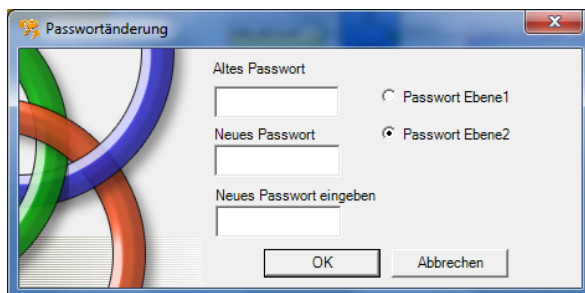 Passwortänderung
Altes Passwort
Passwort Ebene1
Neues Passwort
Passwort Ebene2
Neues Passwort eingeben
OK
Abbrechen